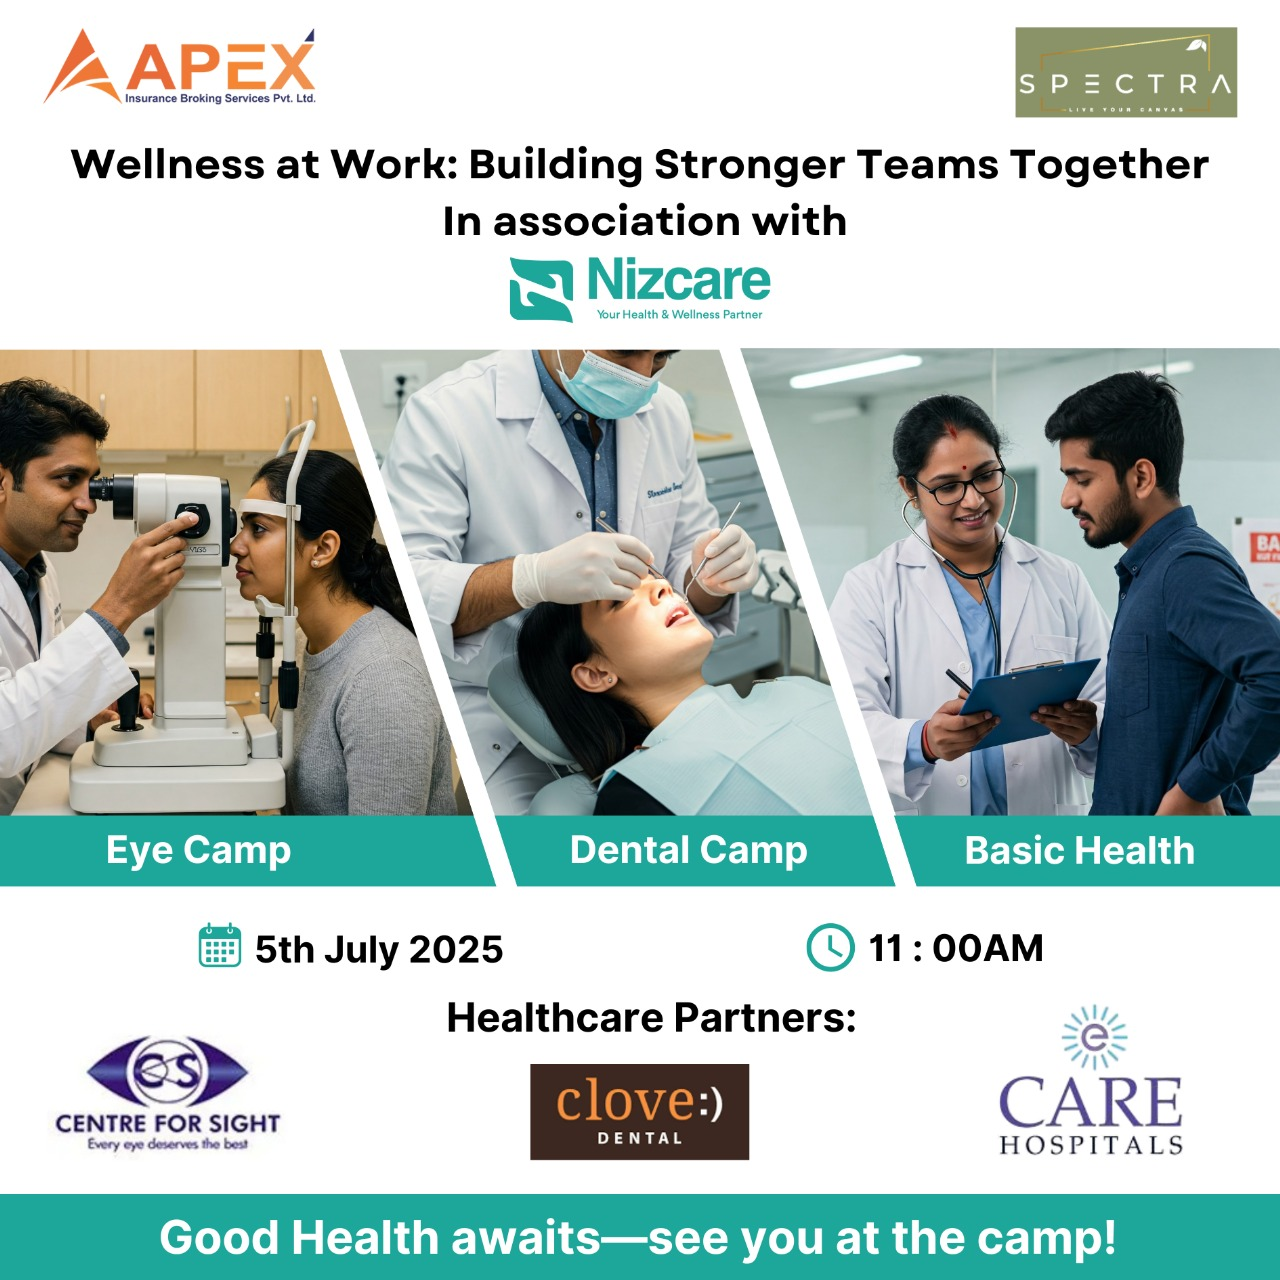 APEX
Insurance Broking Services Pvt. Ltd.
SPECTRA
LIVE YOUR CANVAS
Wellness at Work: Building Stronger Teams Together
In association with
Nizcare
Your Health & Wellness Partner
BA
Eye Camp
Dental Camp
Basic Health
5th July 2025
11 : 00AM
Healthcare Partners:
CS
CENTRE FOR SIGHT
Every eye deserves the best
clove:)
DENTAL
e
CARE
HOSPITALS
Good Health awaits—see you at the camp!